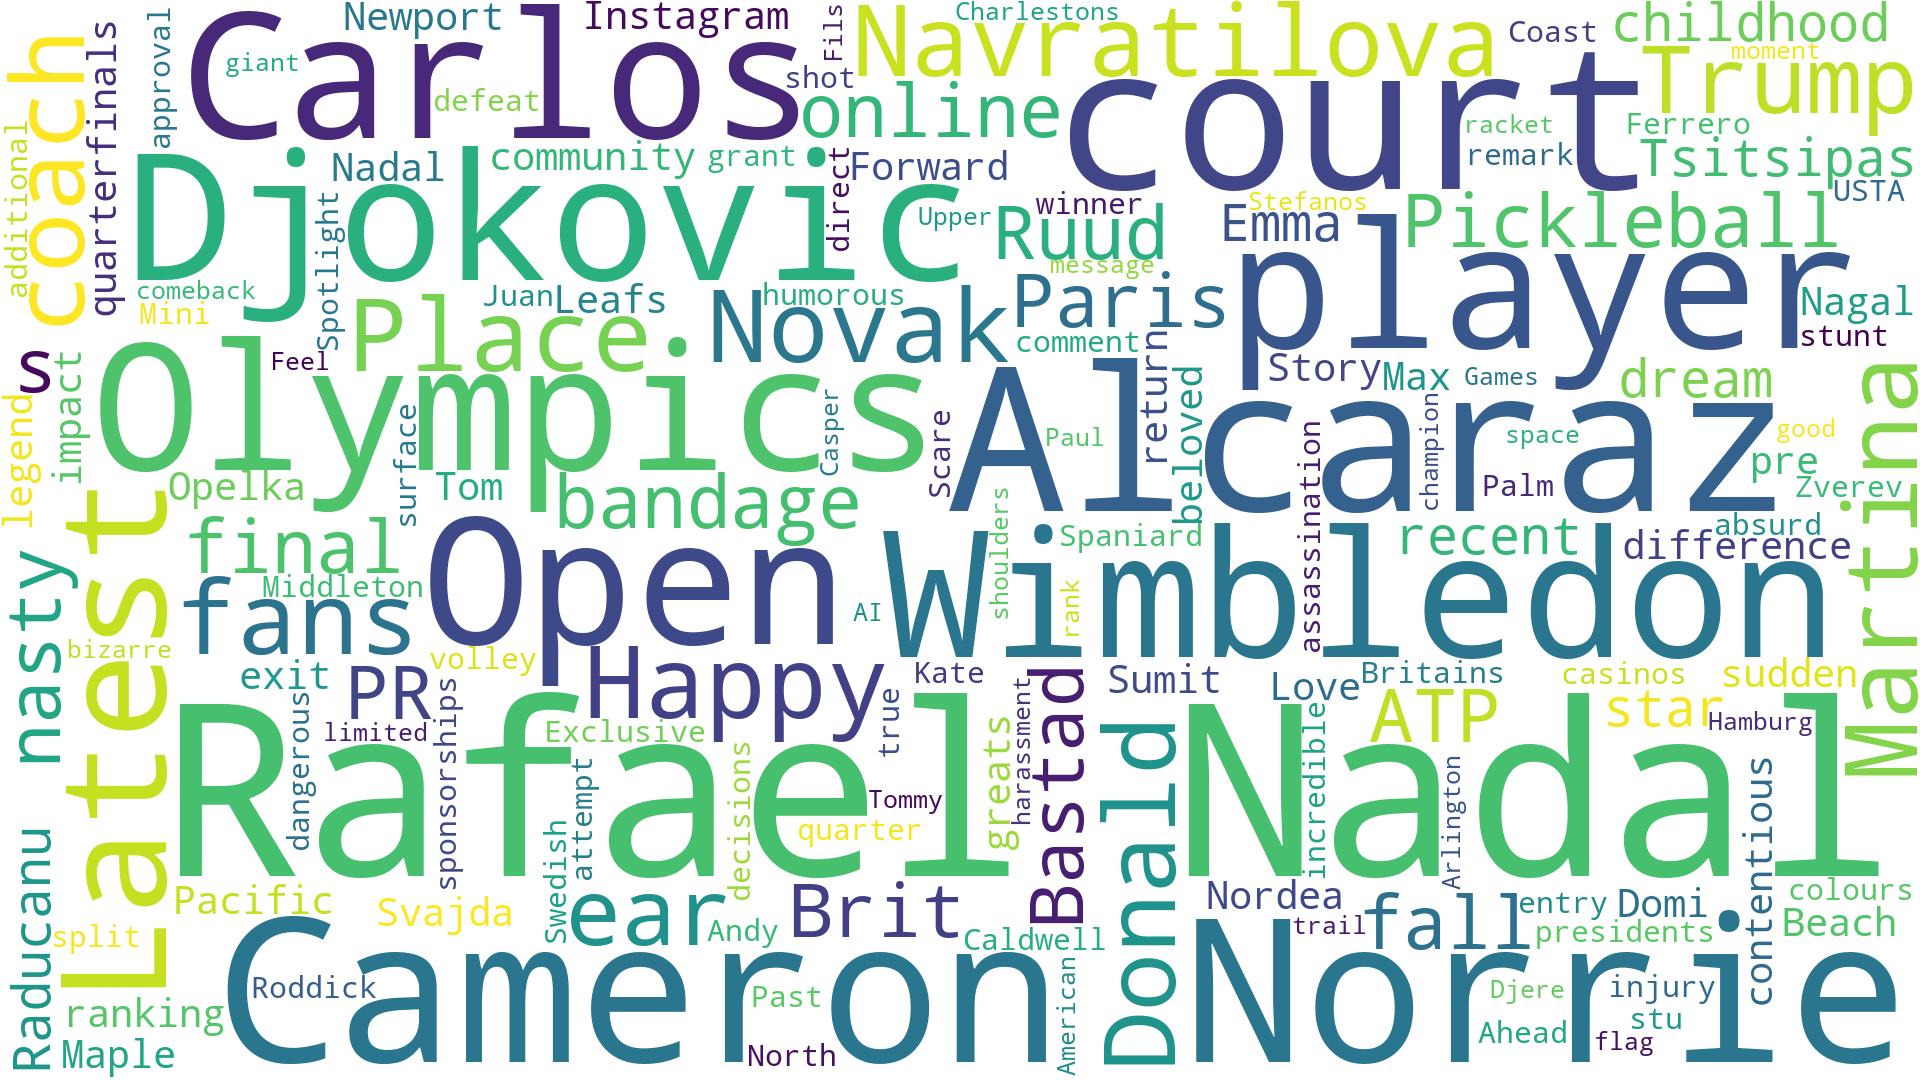 Carlos
court
Djokovic
player
Olympics
Alcaraz
Open
Wimbledon
Rafael
Nadal
Cameron
Norrie
Latest
coach
Navratilova
Trump
Martina
Donald
Happy
Novak
Place
Pickleball
Ruud
Paris
online
Tsitsipas
childhood
bandage
final
fans
nasty
Raducanu
PR
Bastad
ATP
star
ear
Brit
fall
Emma
dream
recent
difference
Newport
Instagram
Charlestons
Fils
Coast
moment
giant
approval
quarterfinals
additional
defeat
shot
racket
Ferrero
remark
USTA
Nadal
community
grant
direct
Forward
Upper
winner
Stefanos
message
Spotlight
comeback
Mini
Juan
Leafs
humorous
comment
return
Nagal
stunt
s
impact
legend
Feel
Story
Max
Games
surface
Casper
Scare
Paul
beloved
champion
space
good
pre
Palm
Zverev
Opelka
Tom
shoulders
Spaniard
assassination
absurd
Middleton
AI
rank
bizarre
exit
volley
Kate
Sumit
Love
Britains
casinos
sudden
dangerous
limited
sponsorships
Exclusive
true
greats
harassment
incredible
Hamburg
Swedish
attempt
decisions
Tommy
quarter
Arlington
contentious
Pacific
Svajda
Nordea
trail
entry
Domi
colours
presidents
Beach
split
Andy
Caldwell
Roddick
Past
American
Djere
injury
ranking
Ahead
stu
flag
Maple
North